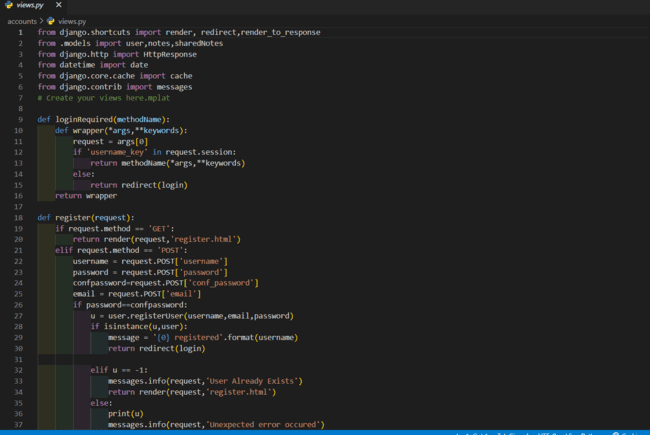 views.py ×
accounts > views.py
1 from django.shortcuts import render, redirect,render_to_response
2 from .models import user,notes,sharedNotes
3 from django.http import HttpResponse
4 from datetime import date
5 from django.core.cache import cache
6 from django.contrib import messages
7 # Create your views here.mplat
8
9 def loginRequired(methodName):
10     def wrapper(*args,**keywords):
11         request = args[0]
12         if 'username_key' in request.session:
13             return methodName(*args,**keywords)
14         else:
15             return redirect(login)
16     return wrapper
17
18 def register(request):
19     if request.method == 'GET':
20         return render(request,'register.html')
21     elif request.method == 'POST':
22         username = request.POST['username']
23         password = request.POST['password']
24         confpassword=request.POST['conf_password']
25         email = request.POST['email']
26         if password==confpassword:
27             u = user.registerUser(username,email,password)
28             if isinstance(u,user):
29                 message = '{0} registered'.format(username)
30                 return redirect(login)
31
32             elif u == -1:
33                 messages.info(request,'User Already Exists')
34                 return render(request,'register.html')
35             else:
36                 print(u)
37                 messages.info(request,'Unexpected error occured')